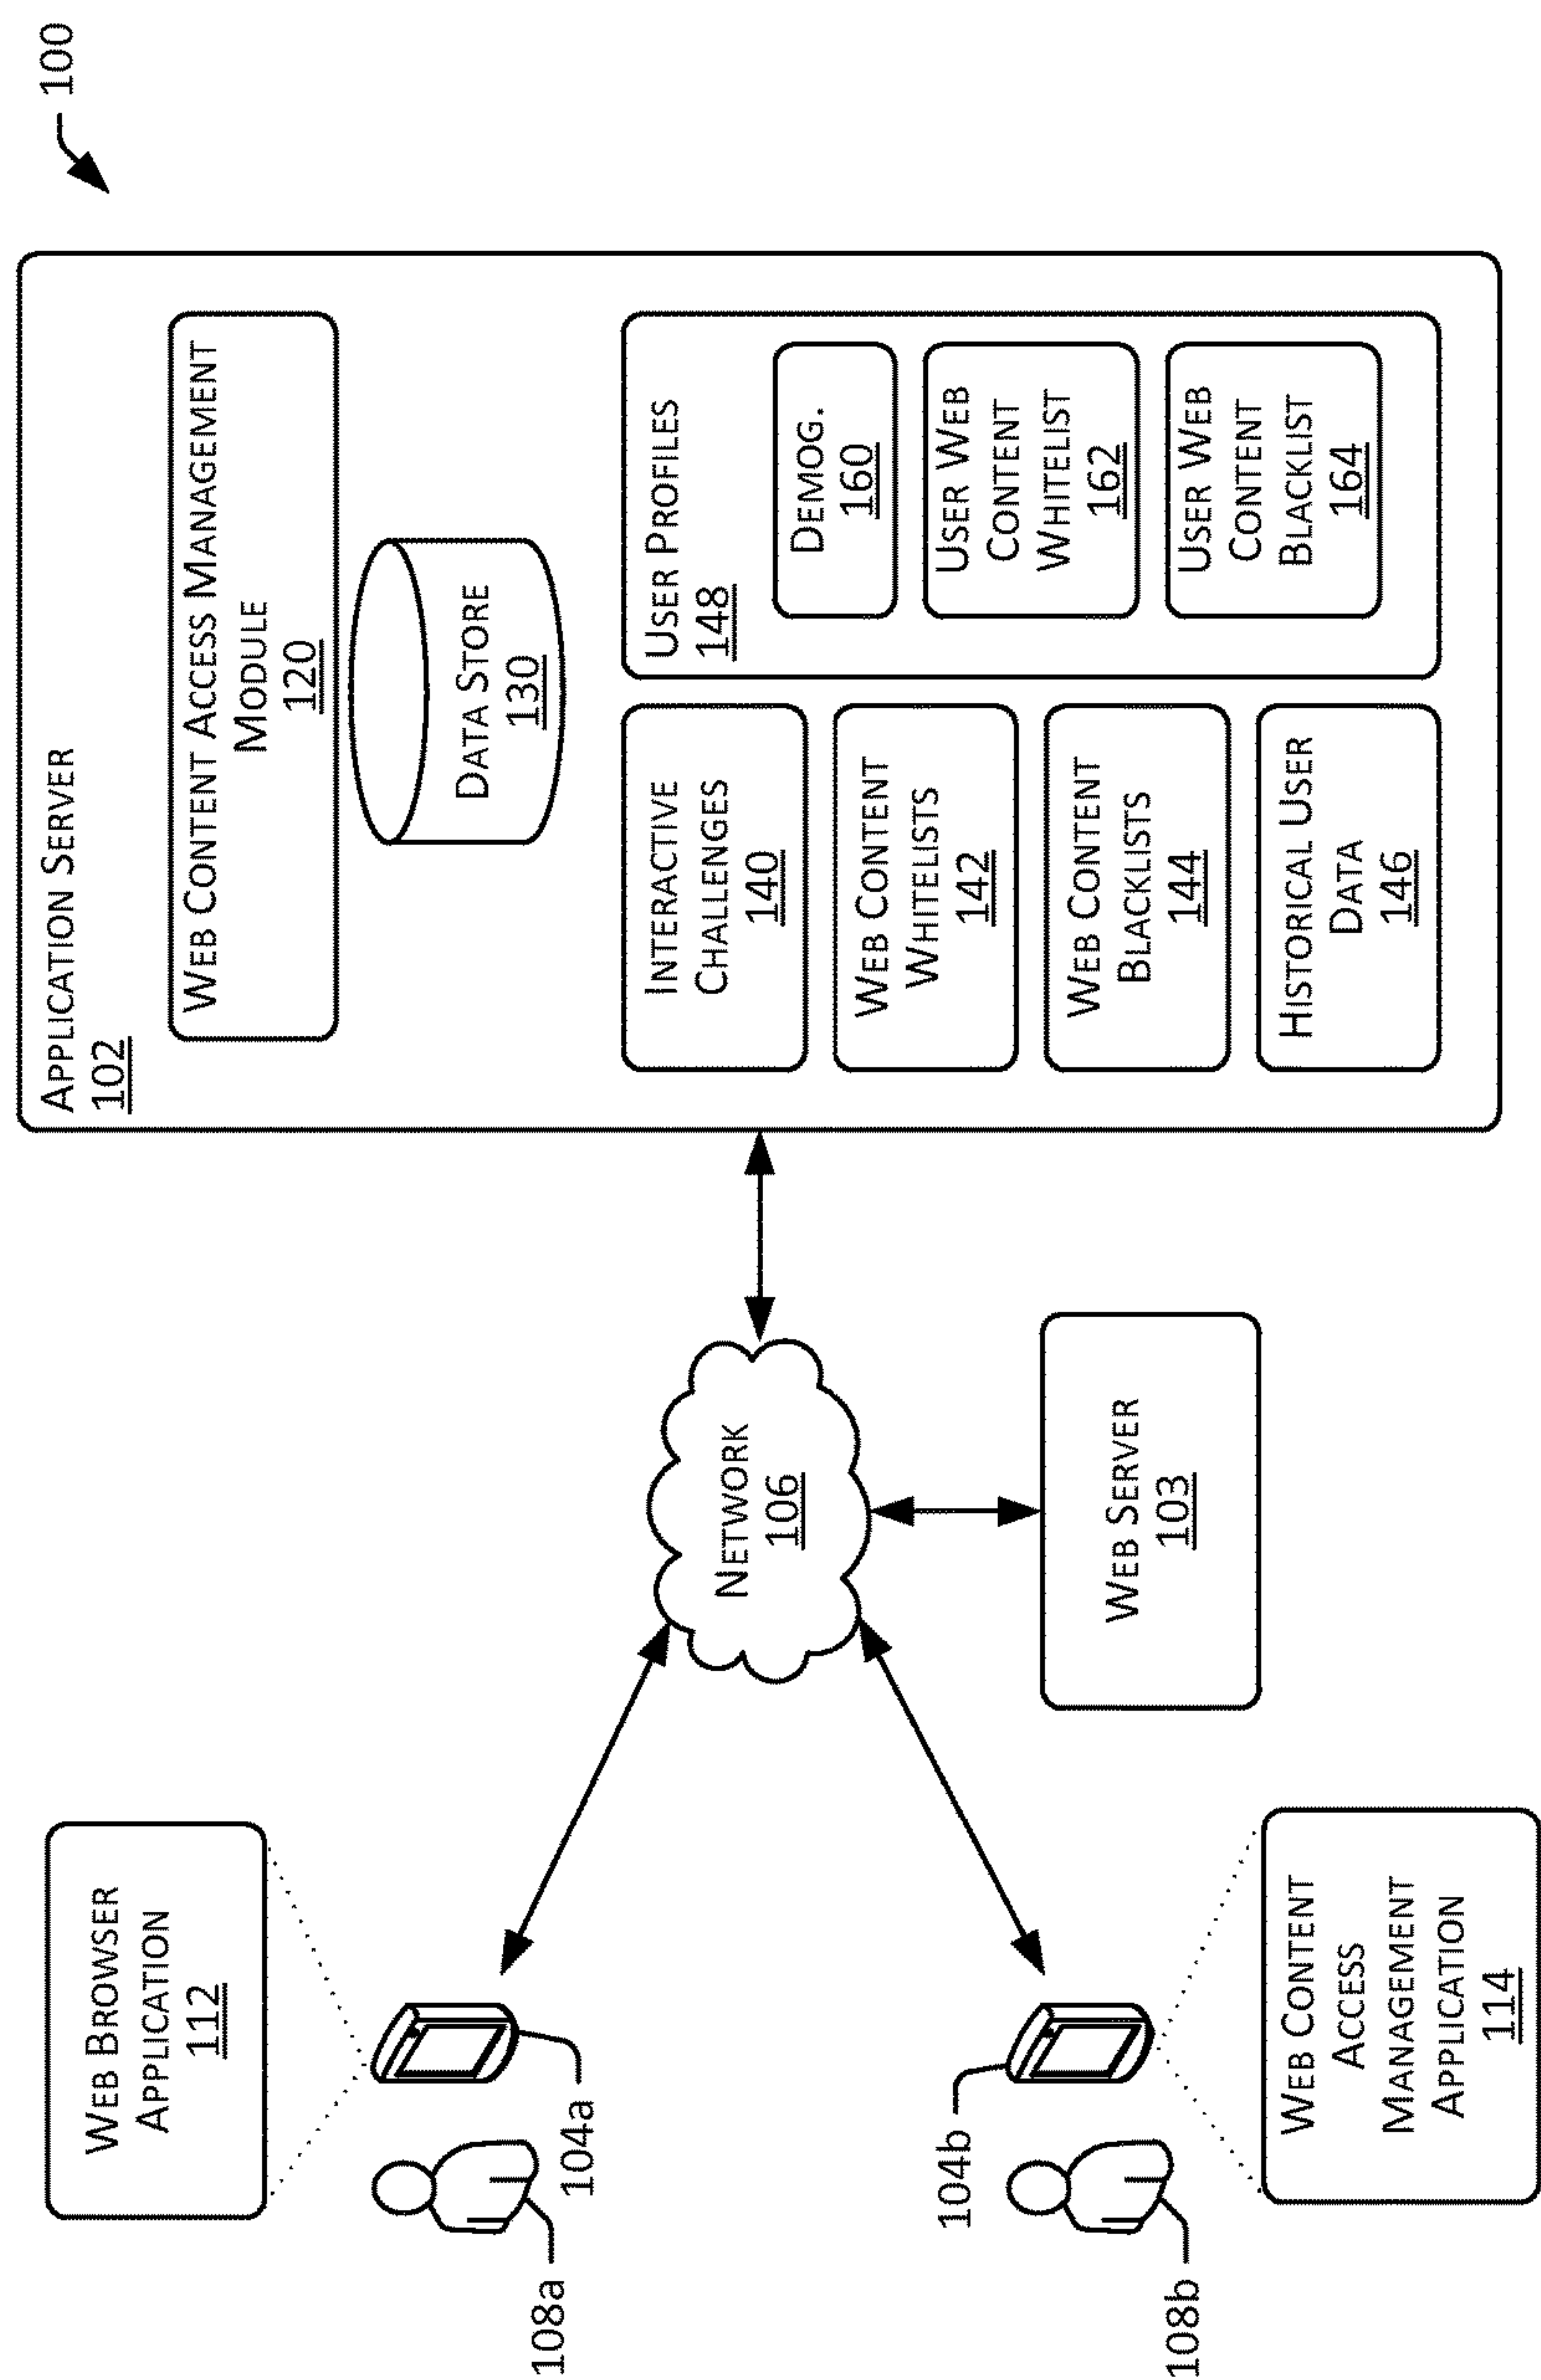 100
APPLICATION SERVER
102
WEB CONTENT ACCESS MANAGEMENT
MODULE
120
DATA STORE
130
INTERACTIVE
CHALLENGES
140
WEB CONTENT
WHITELISTS
142
WEB CONTENT
BLACKLISTS
144
HISTORICAL USER
DATA
146
USER PROFILES
148
DEMOG.
160
USER WEB
CONTENT
WHITELIST
162
USER WEB
CONTENT
BLACKLIST
164
NETWORK
106
WEB SERVER
103
WEB BROWSER
APPLICATION
112
108a
104a
104b
108b
WEB CONTENT
ACCESS
MANAGEMENT
APPLICATION
114